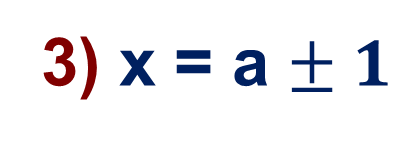 3) x = a ± 1